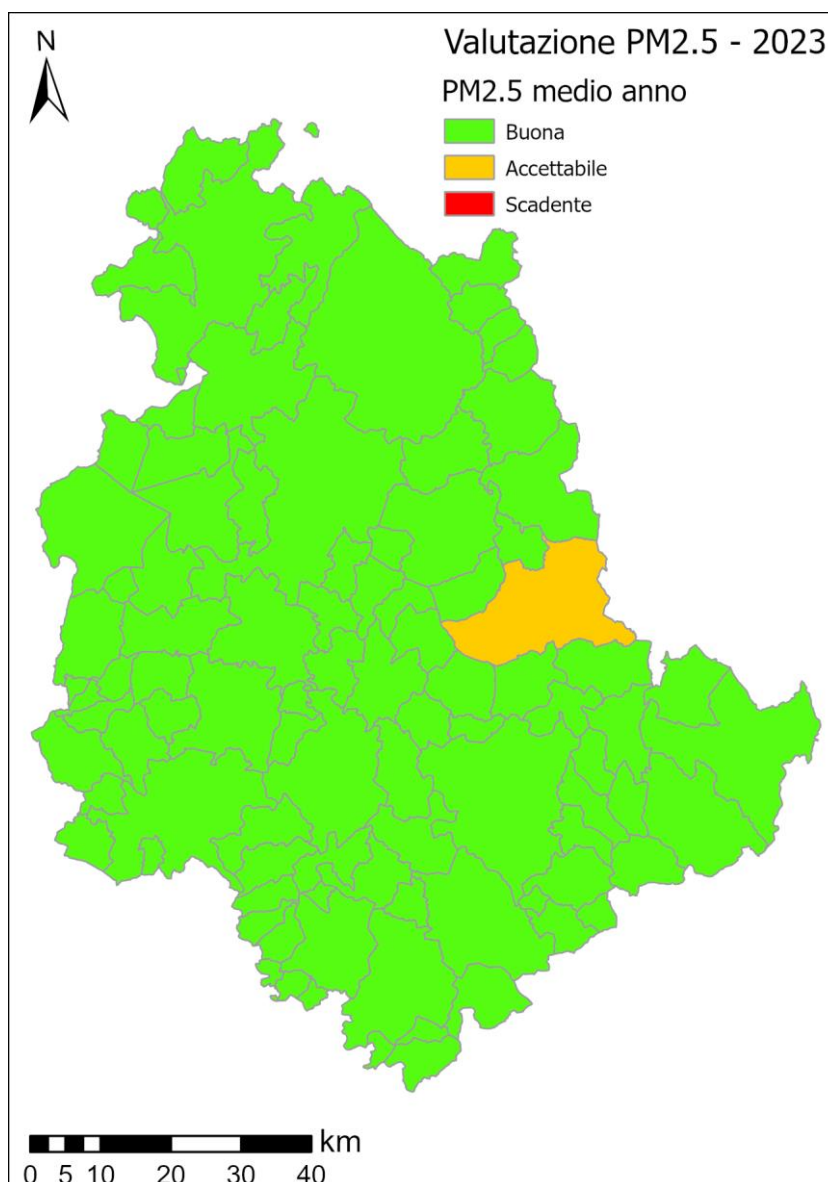 N
Valutazione PM2.5 - 2023
PM2.5 medio anno
Buona
Accettabile
Scadente
km
0 5 10 20 30 40